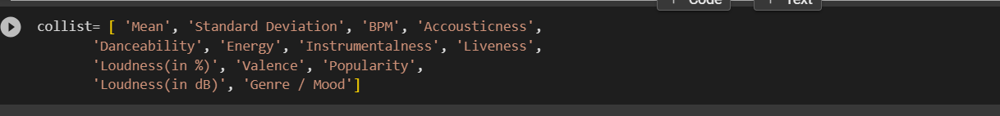 + Code + Text
collist= [ 'Mean', 'Standard Deviation', 'BPM', 'Accousticness',
'Danceability', 'Energy', 'Instrumentalness', 'Liveness',
'Loudness(in %)', 'Valence', 'Popularity',
'Loudness(in dB)', 'Genre / Mood']